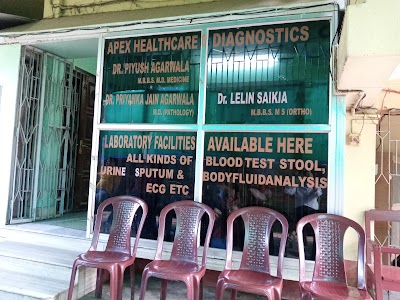 APEX HEALTHCARE DIAGNOSTICS
DR. PIYUSH AGARWALA
M.B.B.S. M.D. MEDICINE
DR. PRIYANKA JAIN AGARWALA
M.D. (PATHOLOGY)
Dr. LELIN SAIKIA
M.B.B.S. M S (ORTHO)
LABORATORY FACILITIES AVAILABLE HERE
ALL KINDS OF BLOOD TEST STOOL,
URINE SPUTUM & BODYFLUIDANALYSIS
ECG ETC